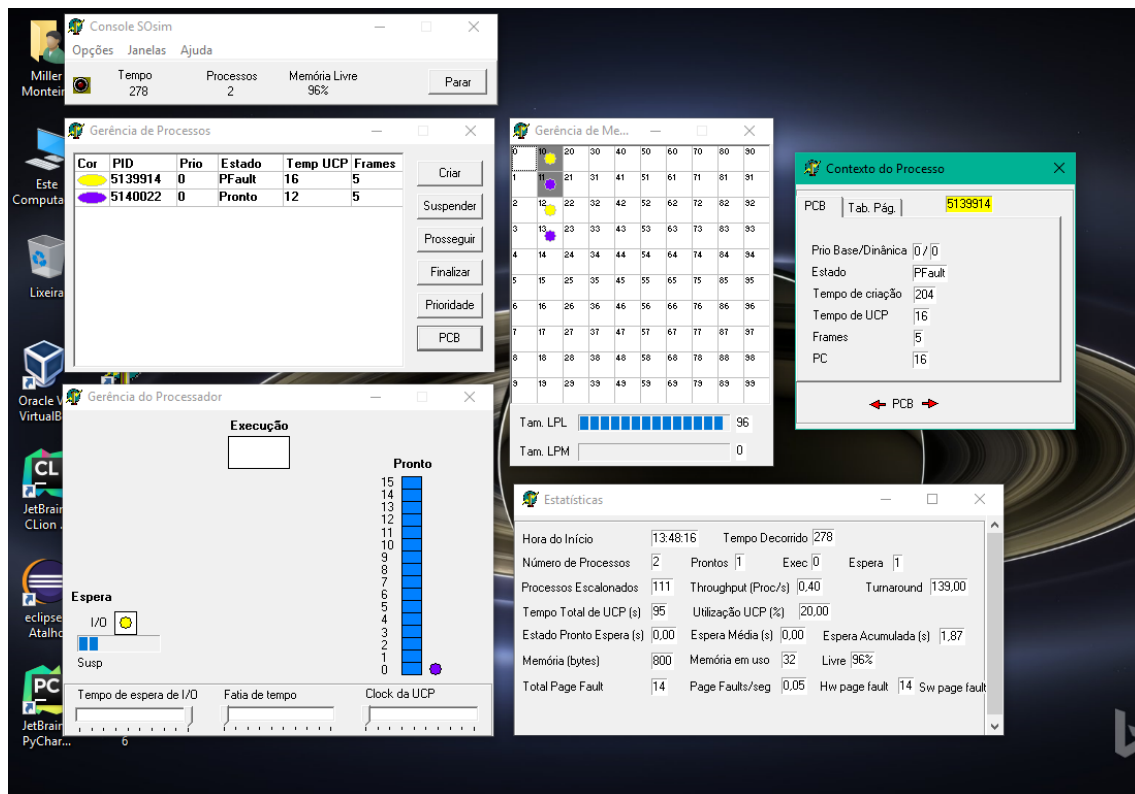 Miller
Este
Lixeira
CL
PC
PyChar...
6
Console SOsim
Opções Janelas Ajuda
Tempo Processos Memória Livre
278 2 96%
Parar
Gerência de Processos
Cor PID Prio Estado Temp UCP Frames
5139914 0 PFault 16 5
5140022 0 Pronto 12 5
Criar
Suspender
Prosseguir
Finalizar
Prioridade
PCB
Gerência do Processador
Execução
Pronto
15
14
13
12
11
10
9
8
7
6
5
4
3
2
1
0
Espera
I/O
Susp
Tempo de espera de I/O Fatia de tempo Clock da UCP
Gerência de Me...
0 10 20 30 40 50 60 70 80 90
1 11 21 31 41 51 61 71 81 91
2 12 22 32 42 52 62 72 82 92
3 13 23 33 43 53 63 73 83 93
4 14 24 34 44 54 64 74 84 94
5 15 25 35 45 55 65 75 85 95
6 16 26 36 46 56 66 76 86 96
7 17 27 37 47 57 67 77 87 97
8 18 28 38 48 58 68 78 88 98
9 19 29 39 49 59 69 79 89 99
Tam. LPL 96
Tam. LPM 0
Contexto do Processo
PCB Tab. Pág. 5139914
Prio Base/Dinâmica 0 / 0
Estado PFault
Tempo de criação 204
Tempo de UCP 16
Frames 5
PC 16
PCB
Estatísticas
Hora do Início 13:48:16 Tempo Decorrido 278
Número de Processos 2 Prontos 1 Exec 0 Espera 1
Processos Escalonados 111 Throughput (Proc/s) 0,40 Turnaround 139,00
Tempo Total de UCP (s) 95 Utilização UCP (%) 20,00
Estado Pronto Espera (s) 0,00 Espera Média (s) 0,00 Espera Acumulada (s) 1,87
Memória (bytes) 800 Memória em uso 32 Livre 96%
Total Page Fault 14 Page Faults/seg 0,05 Hw page fault 14 Sw page fault